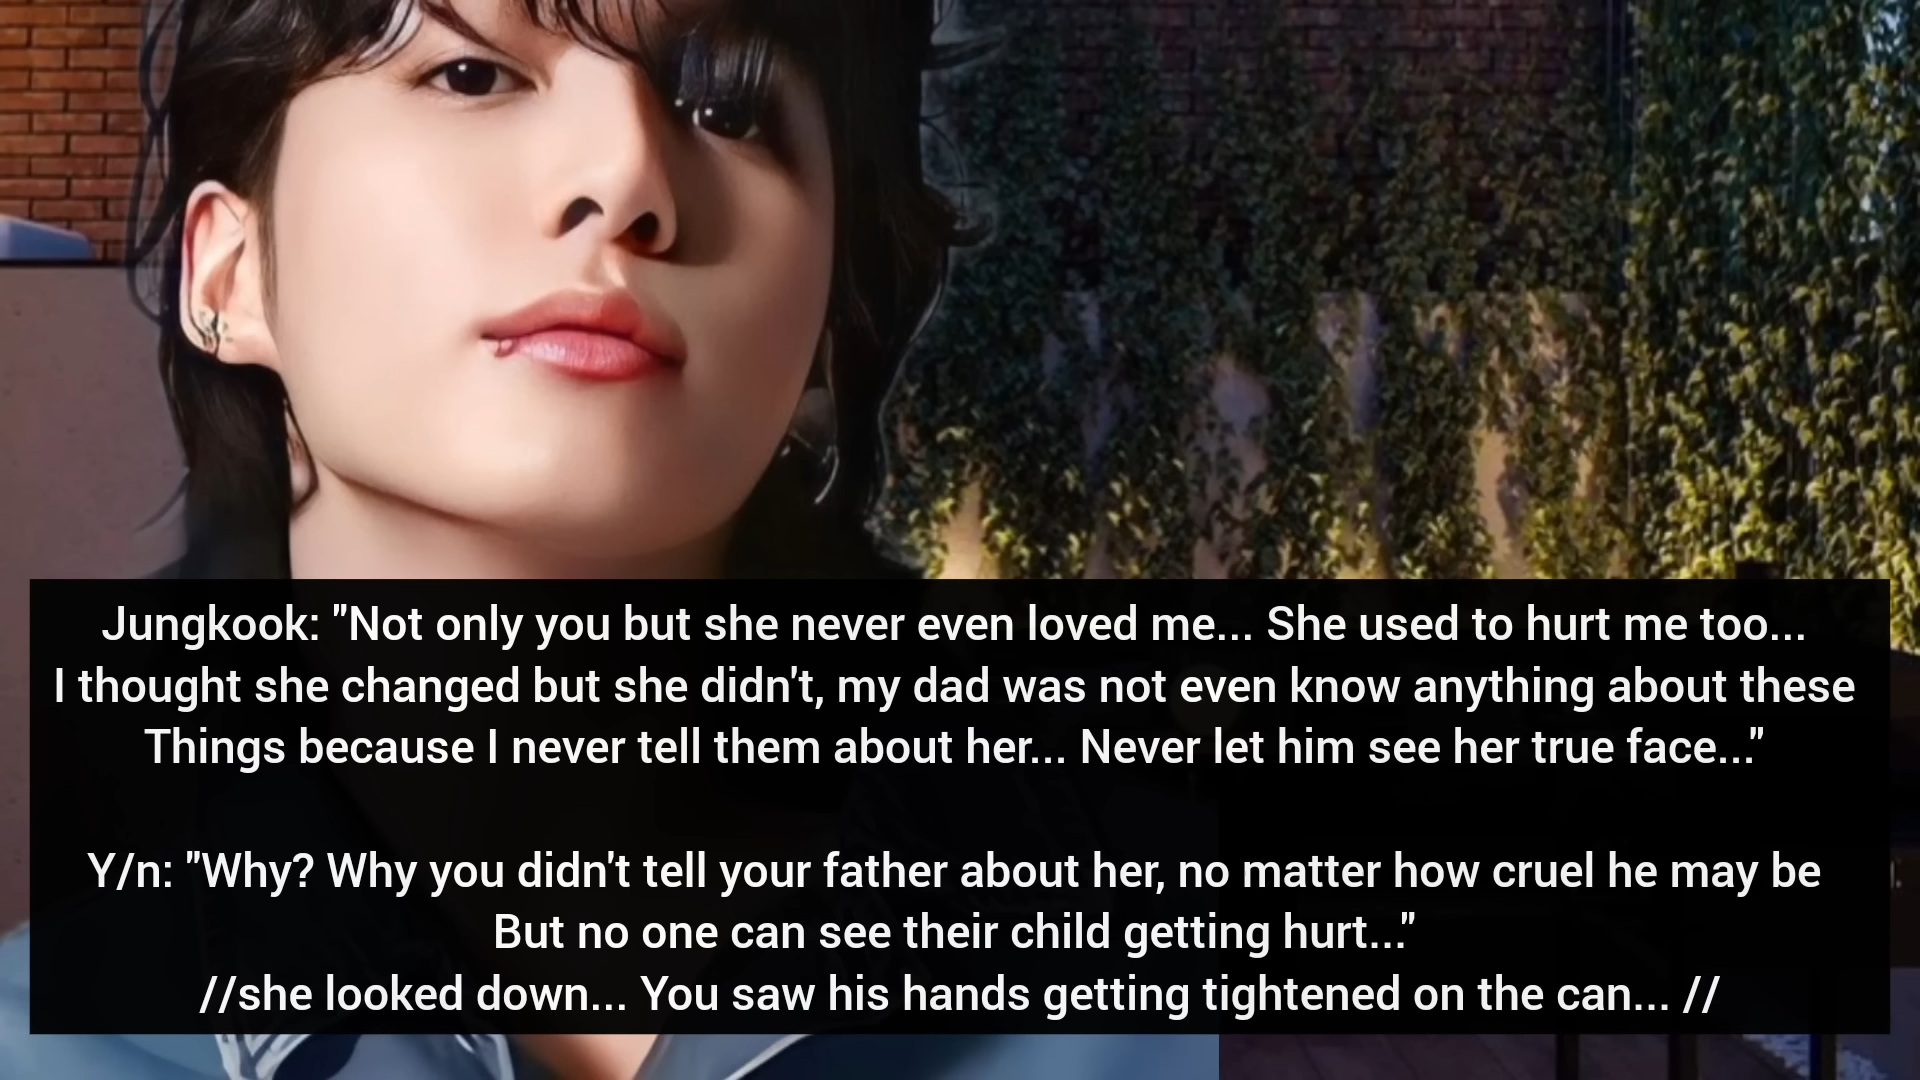 Jungkook: "Not only you but she never even loved me... She used to hurt me too...
I thought she changed but she didn't, my dad was not even know anything about these
Things because I never tell them about her... Never let him see her true face..."
Y/n: "Why? Why you didn't tell your father about her, no matter how cruel he may be
But no one can see their child getting hurt..."
//she looked down... You saw his hands getting tightened on the can... //